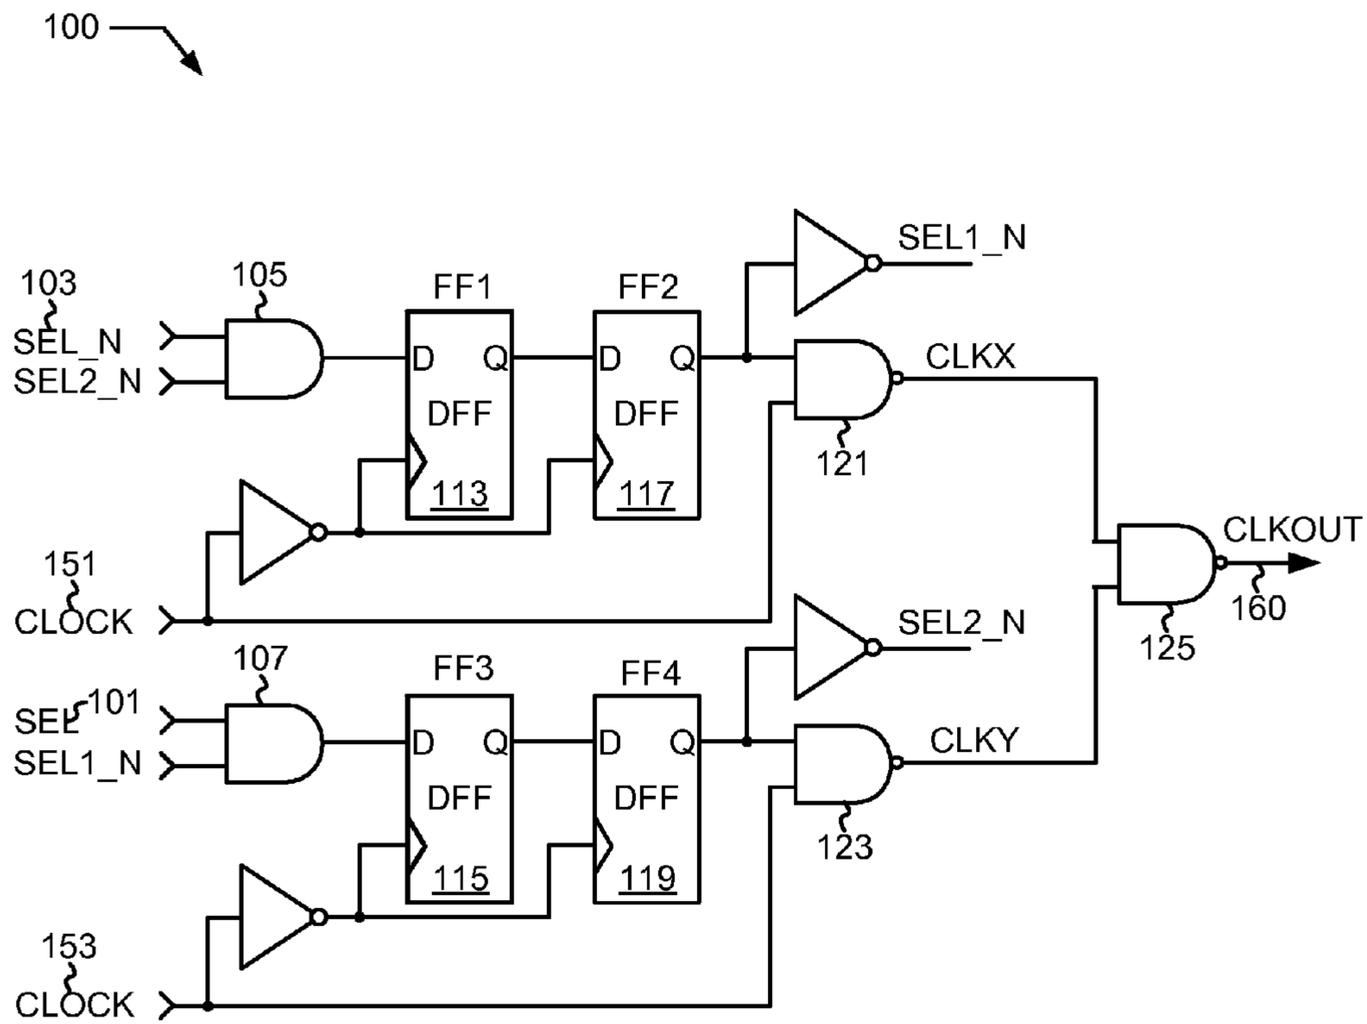 100
103
SEL_N
SEL2_N
105
FF1
D
Q
DFF
113
FF2
D
Q
DFF
117
SEL1_N
CLKX
121
151
CLOCK
CLKOUT
160
125
101
SEL
SEL1_N
107
FF3
D
Q
DFF
115
FF4
D
Q
DFF
119
SEL2_N
CLKY
123
153
CLOCK